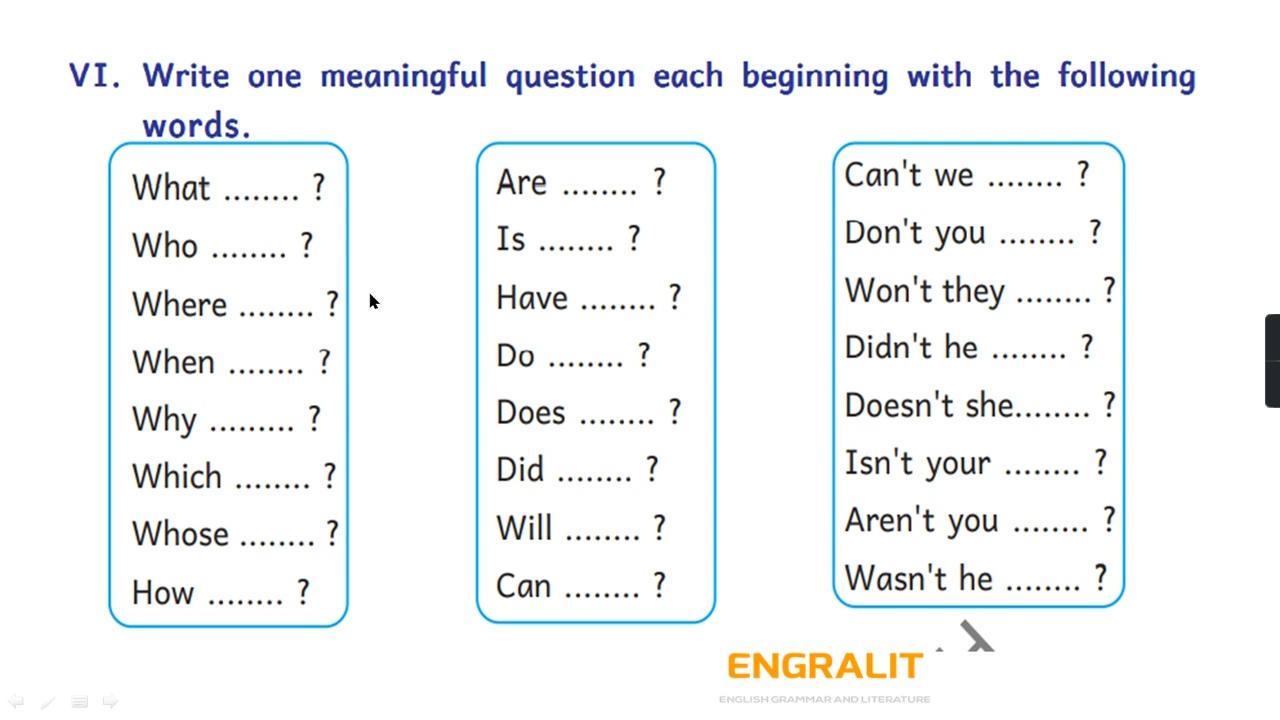 VI. Write one meaningful question each beginning with the following
words.
What ........ ?
Who ........ ?
Where ........ ?
When ........ ?
Why ......... ?
Which ........ ?
Whose ........ ?
How ........ ?
Are ........ ?
Is ........ ?
Have ........ ?
Do ........ ?
Does ........ ?
Did ........ ?
Will ........ ?
Can ........ ?
Can't we ........ ?
Don't you ........ ?
Won't they ........ ?
Didn't he ........ ?
Doesn't she........ ?
Isn't your ........ ?
Aren't you ........ ?
Wasn't he ........ ?
ENGRALIT
ENGLISH GRAMMAR AND LITERATURE